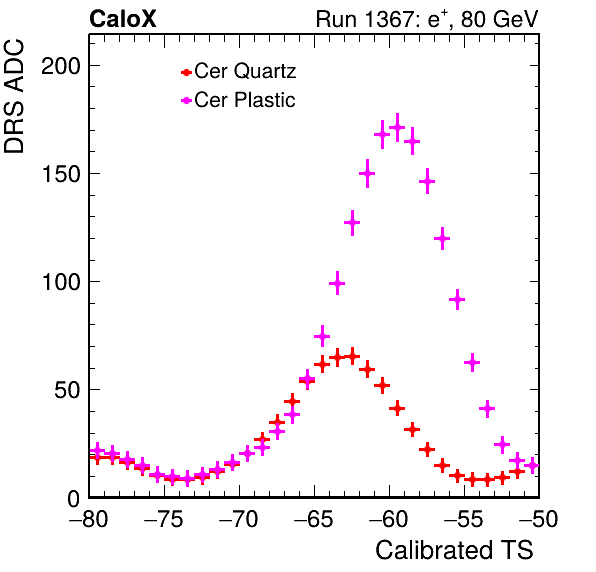 CaloX Run 1367: e⁺, 80 GeV
DRS ADC
200
150
100
50
0
Cer Quartz
Cer Plastic
−80 −75 −70 −65 −60 −55 −50
Calibrated TS